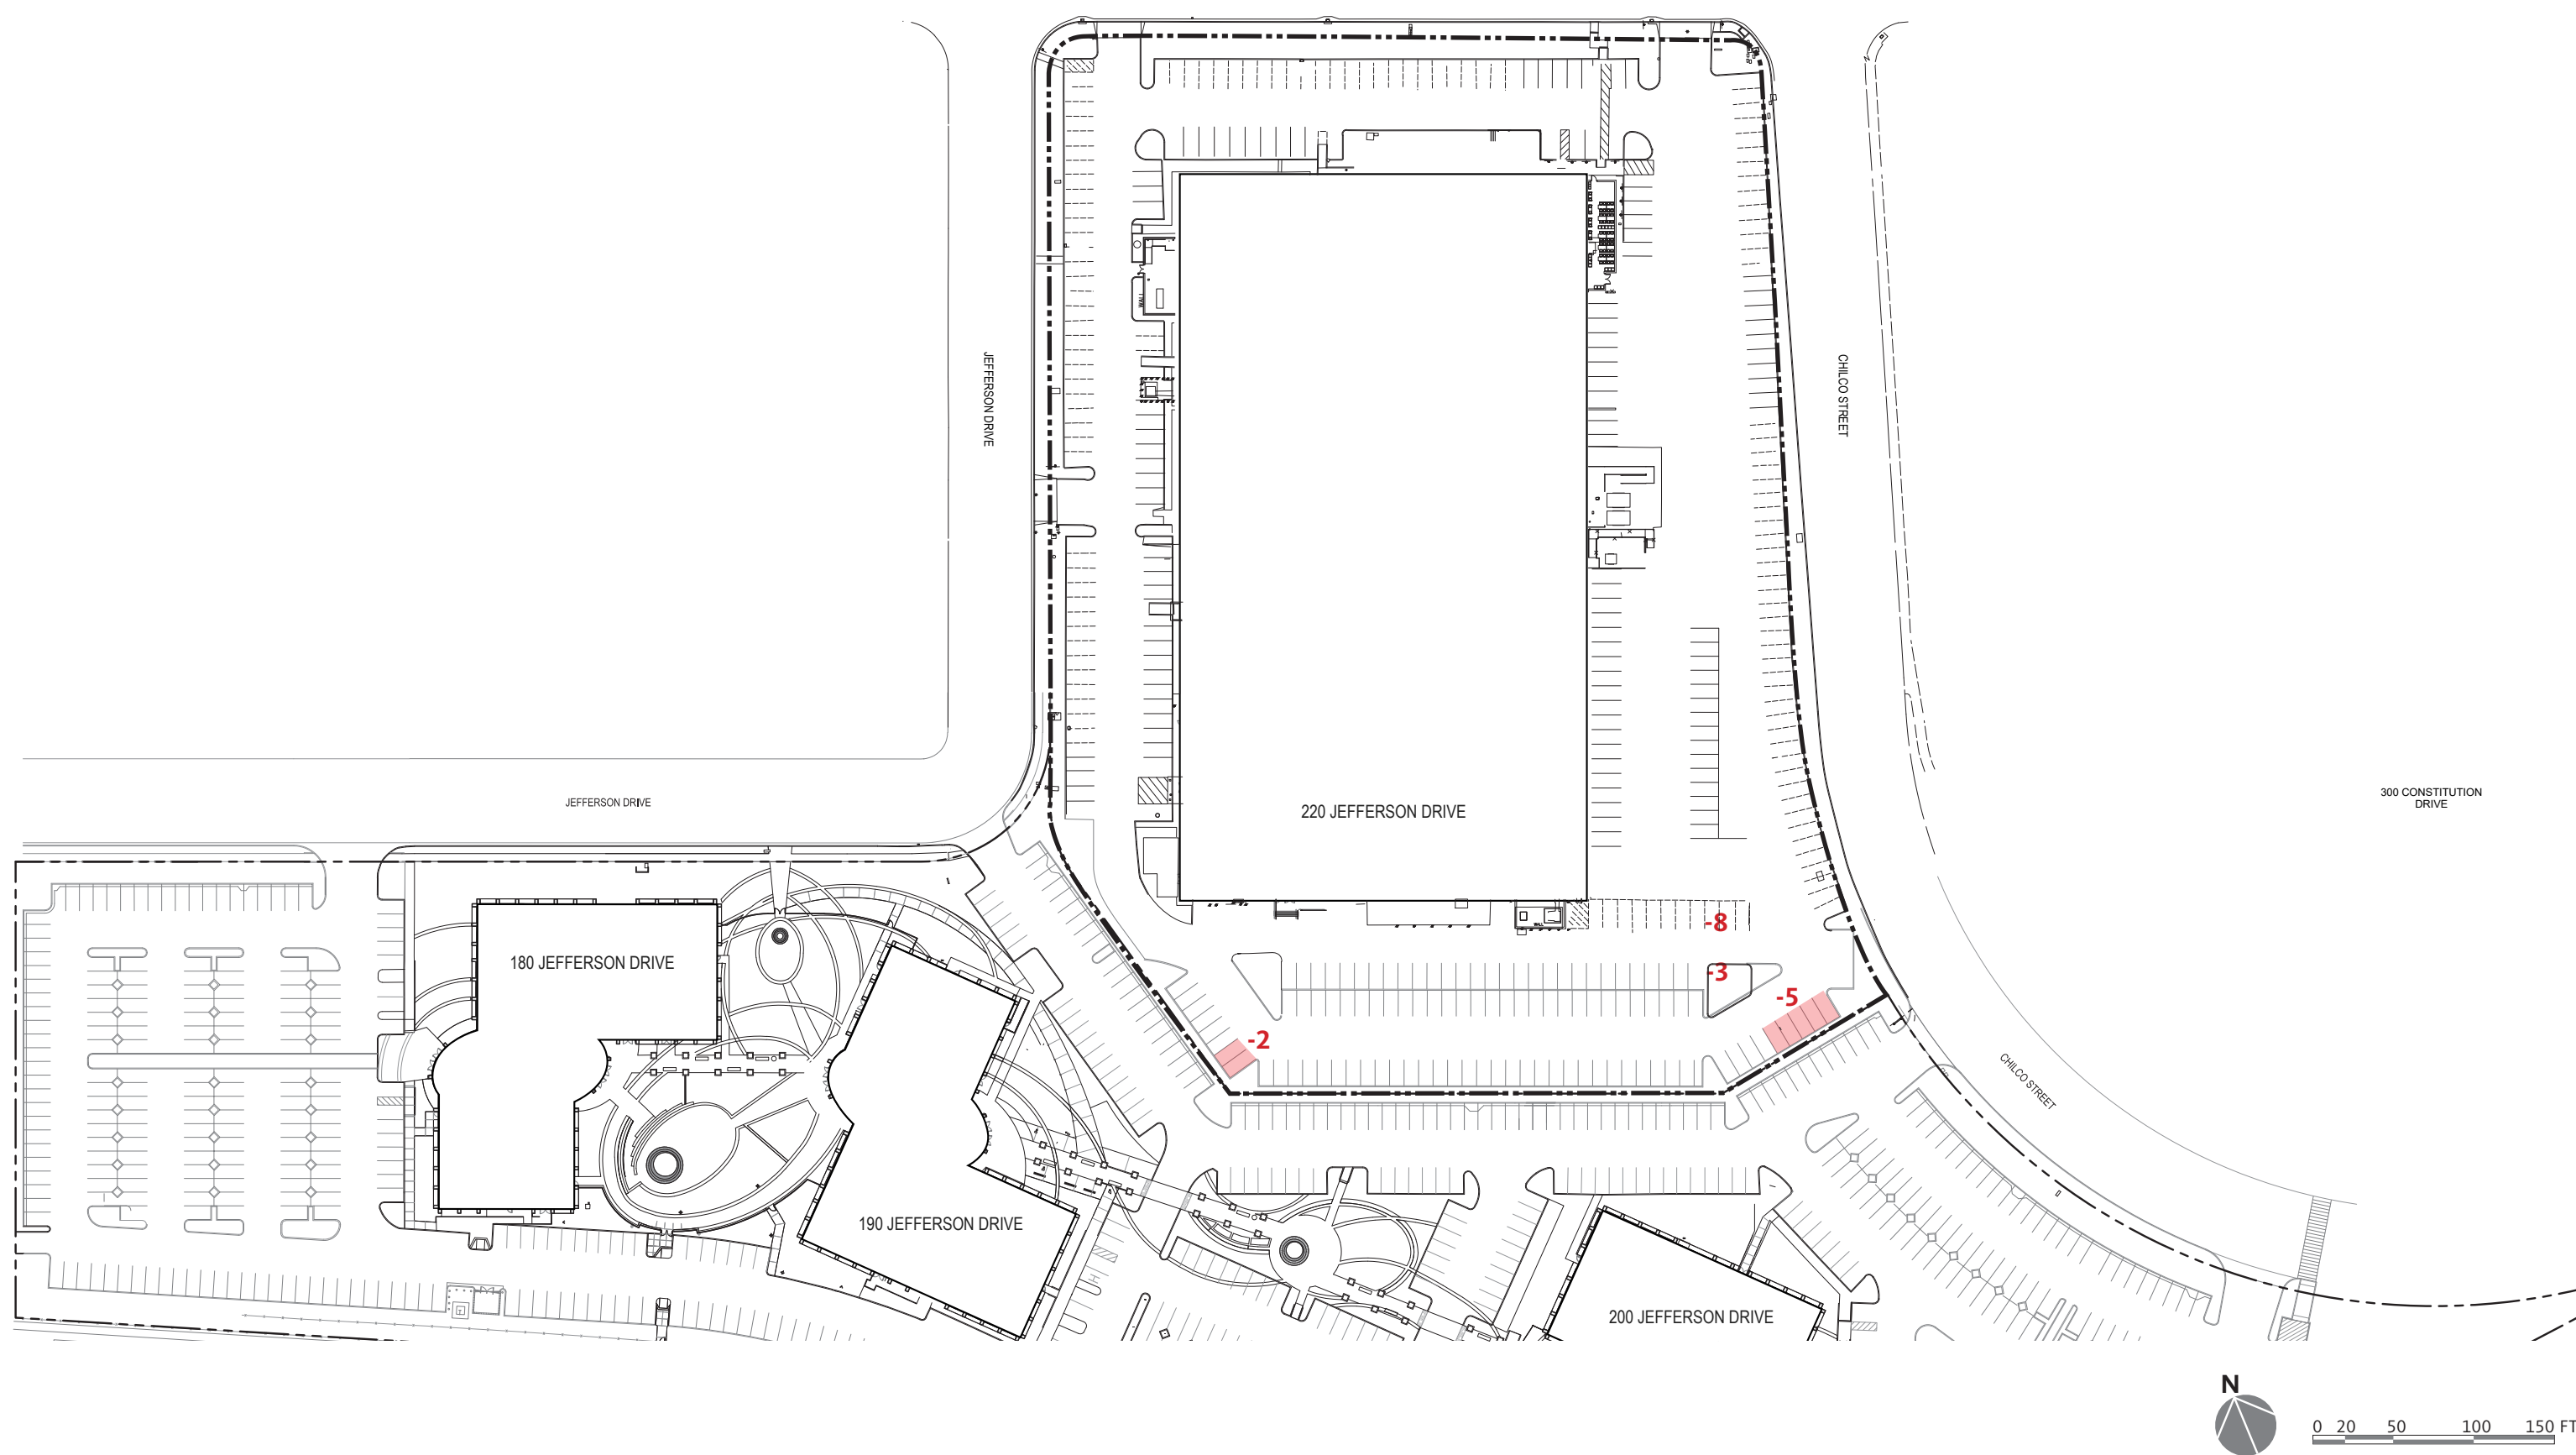 JEFFERSON DRIVE
CHILCO STREET
JEFFERSON DRIVE
220 JEFFERSON DRIVE
300 CONSTITUTION
DRIVE
-8
180 JEFFERSON DRIVE
-3
-5
-2
CHILCO STREET
190 JEFFERSON DRIVE
200 JEFFERSON DRIVE
N
0 20 50 100 150 FT